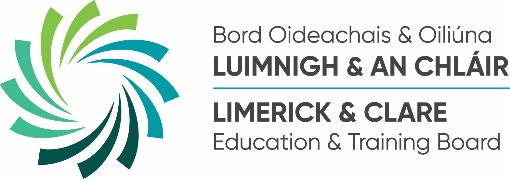 Bord Oideachais & Oiliúna
LUIMNIGH & AN CHLÁIR
LIMERICK & CLARE
Education & Training Board